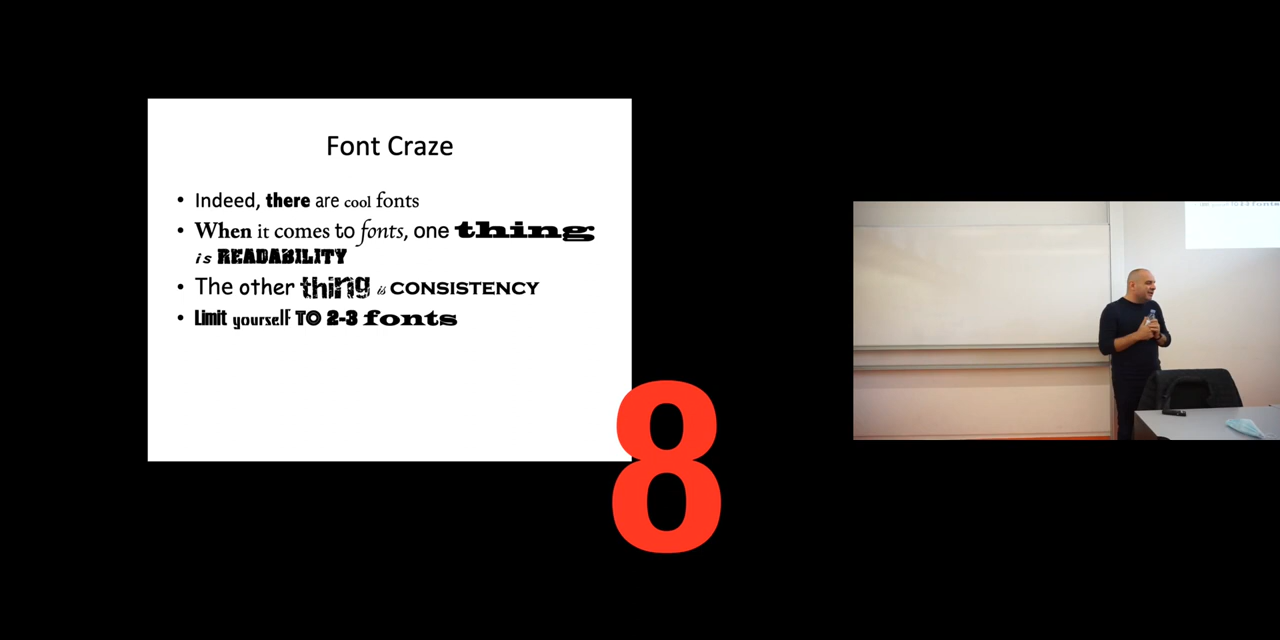 Font Craze
• Indeed, there are cool fonts
• When it comes to fonts, one thing
is READABILITY
• The other thing is CONSISTENCY
• Limit yourself TO 2-3 fonts
8